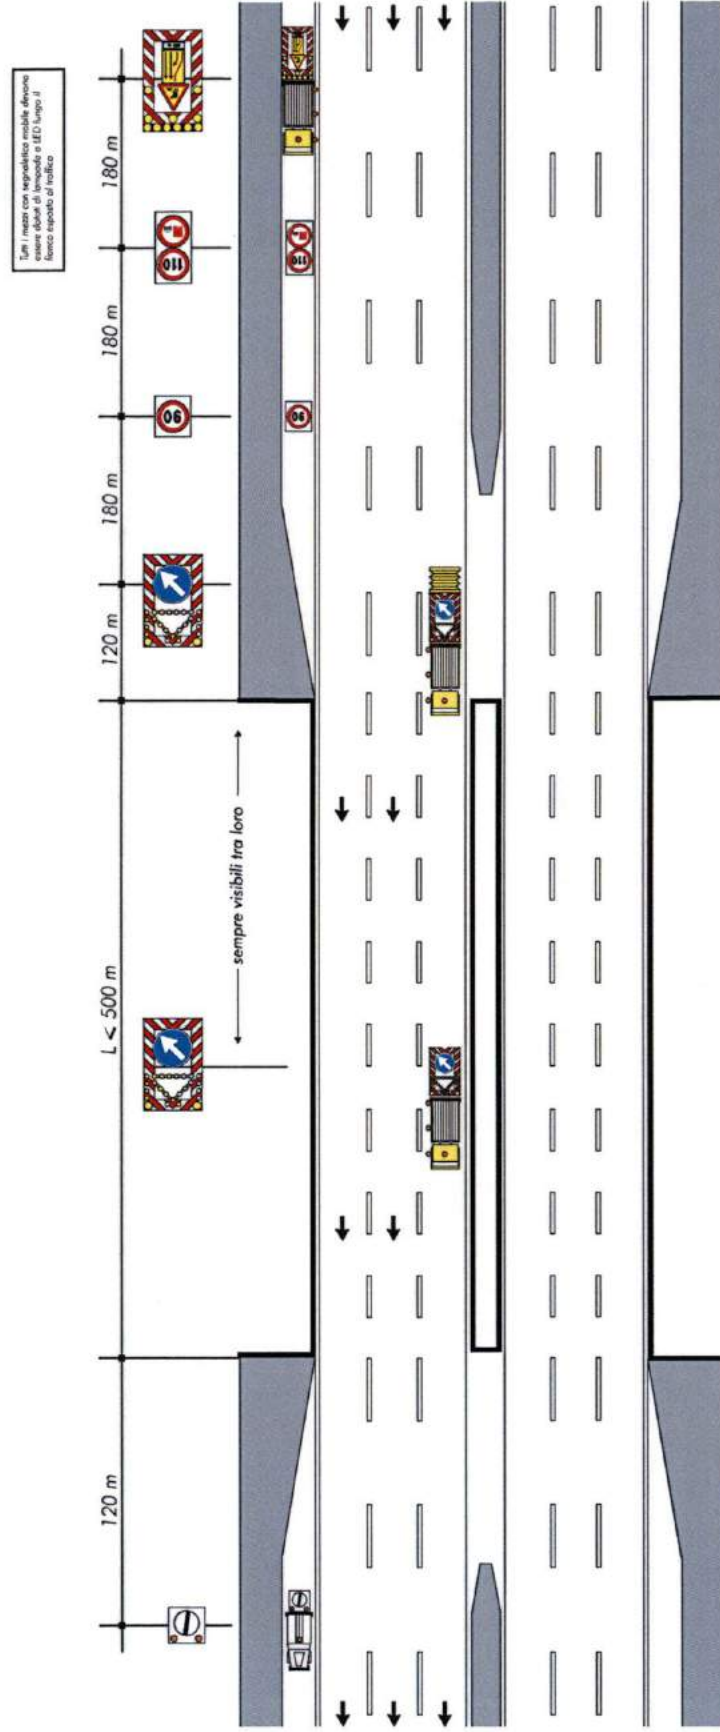 Tutti i mezzi con segnaletica mobile devono
essere dotati di lampade a LED lungo il
fianco esposto al traffico
180 m
110
110
180 m
90
90
180 m
120 m
sempre visibili tra loro
L < 500 m
120 m